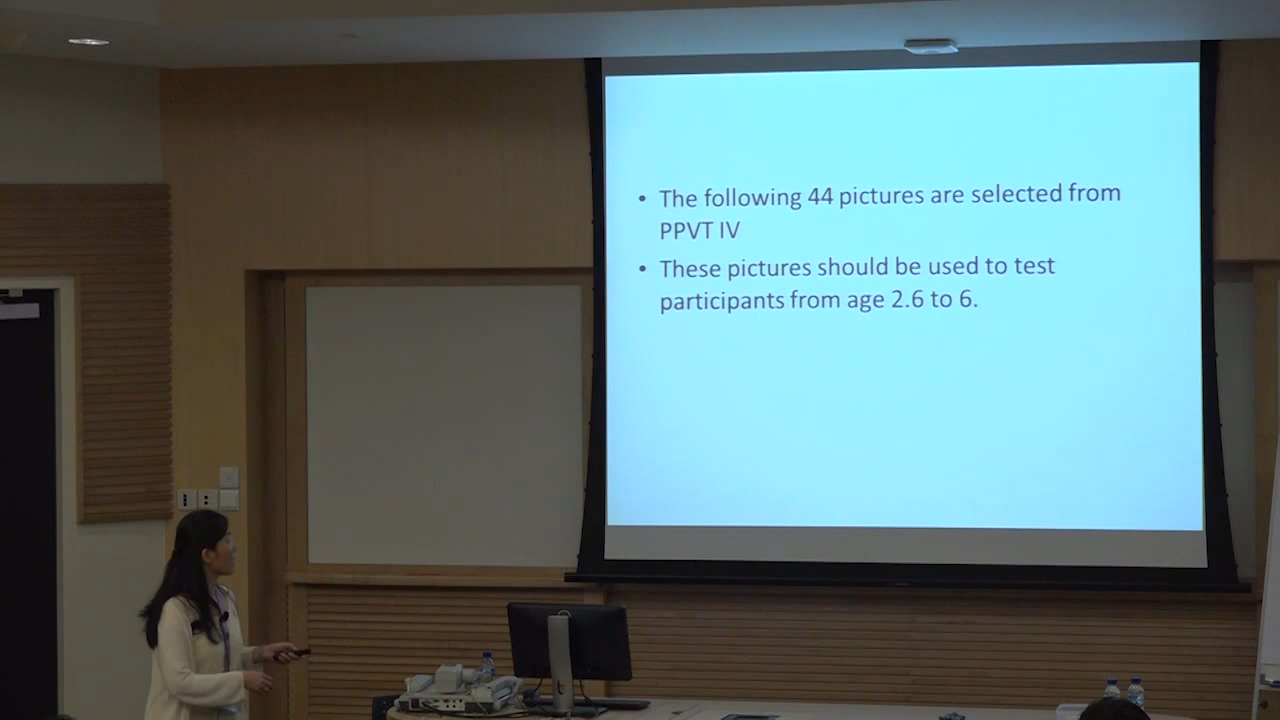 • The following 44 pictures are selected from
PPVT IV
• These pictures should be used to test
participants from age 2.6 to 6.